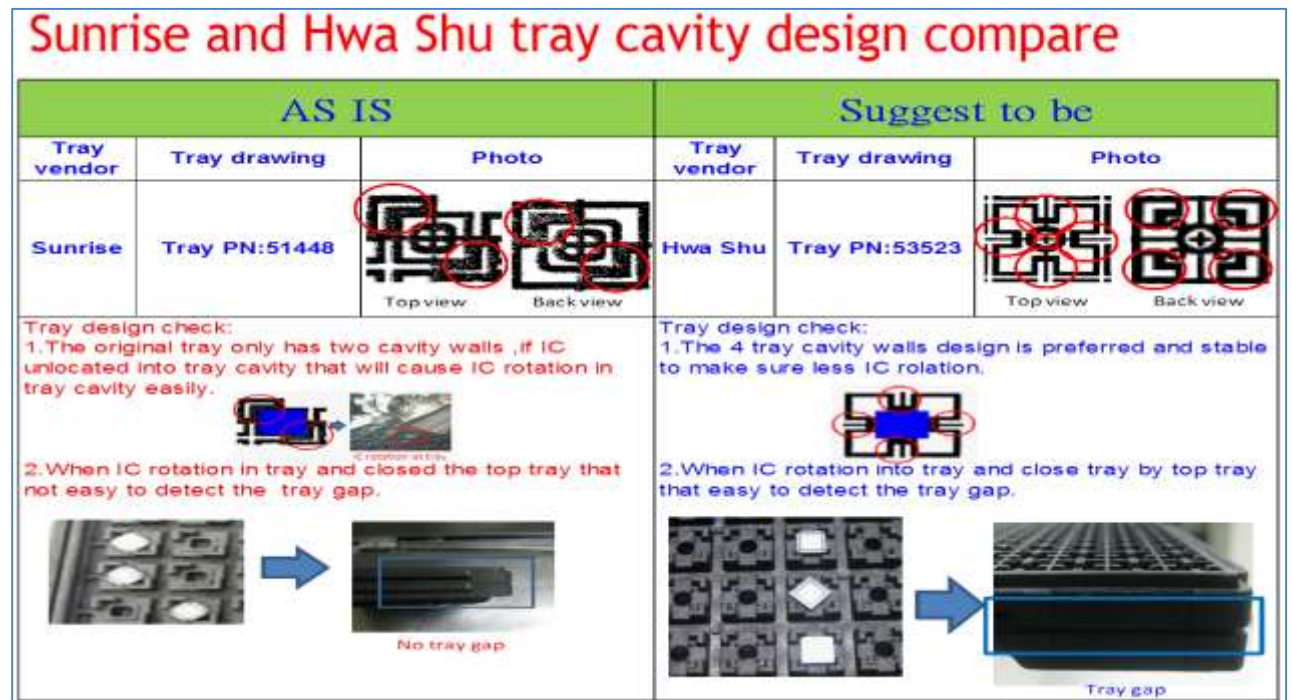 Sunrise and Hwa Shu tray cavity design compare
AS IS
Suggest to be
Tray vendor
Tray drawing
Photo
Tray vendor
Tray drawing
Photo
Sunrise
Tray PN:51448
Top view
Back view
Hwa Shu
Tray PN:53523
Top view
Back view
Tray design check:
1.The original tray only has two cavity walls ,if IC
unlocated into tray cavity that will cause IC rotation in
tray cavity easily.
IC rotation at tray
2.When IC rotation in tray and closed the top tray that
not easy to detect the tray gap.
No tray gap
Tray design check:
1.The 4 tray cavity walls design is preferred and stable
to make sure less IC rolation.
2.When IC rotation into tray and close tray by top tray
that easy to detect the tray gap.
Tray gap